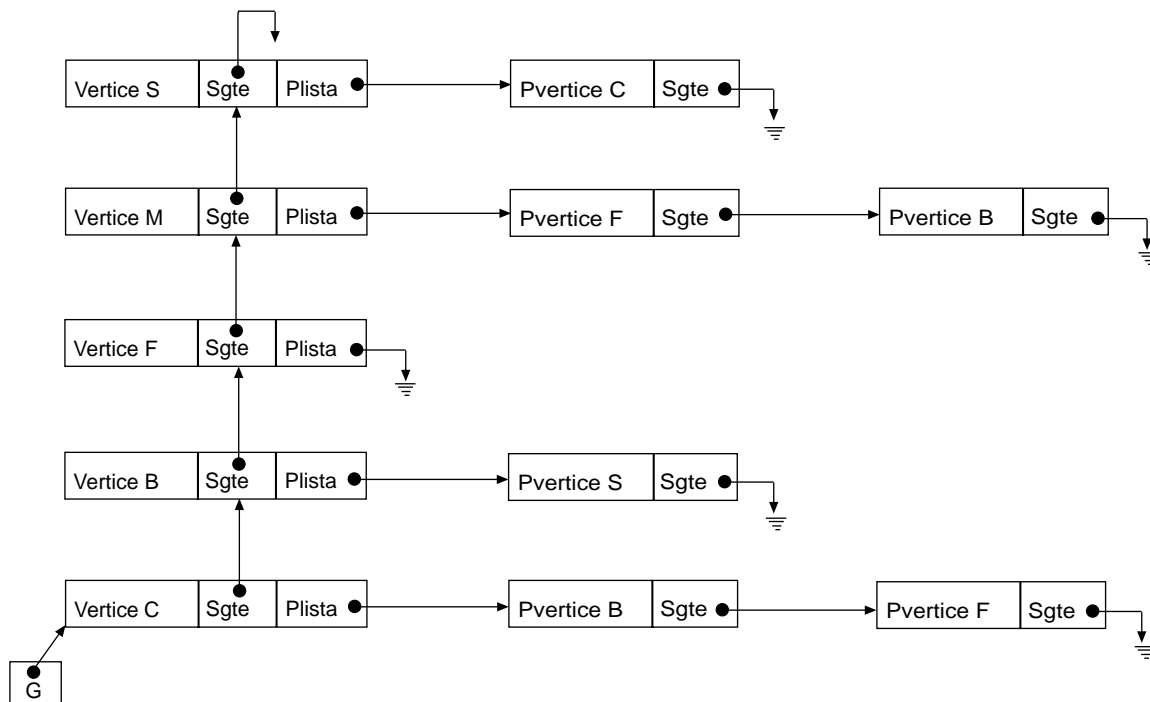 Vertice S Sgte Plista Pvertice C Sgte
Vertice M Sgte Plista Pvertice F Sgte Pvertice B Sgte
Vertice F Sgte Plista
Vertice B Sgte Plista Pvertice S Sgte
Vertice C Sgte Plista Pvertice B Sgte Pvertice F Sgte
G